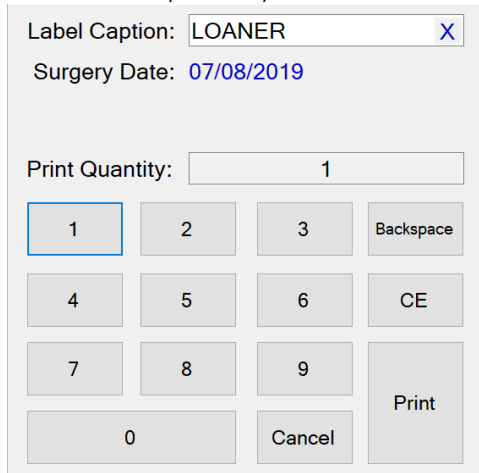 Label Caption: LOANER X
Surgery Date: 07/08/2019
Print Quantity: 1
1 2 3 Backspace
4 5 6 CE
7 8 9
Print
0 Cancel